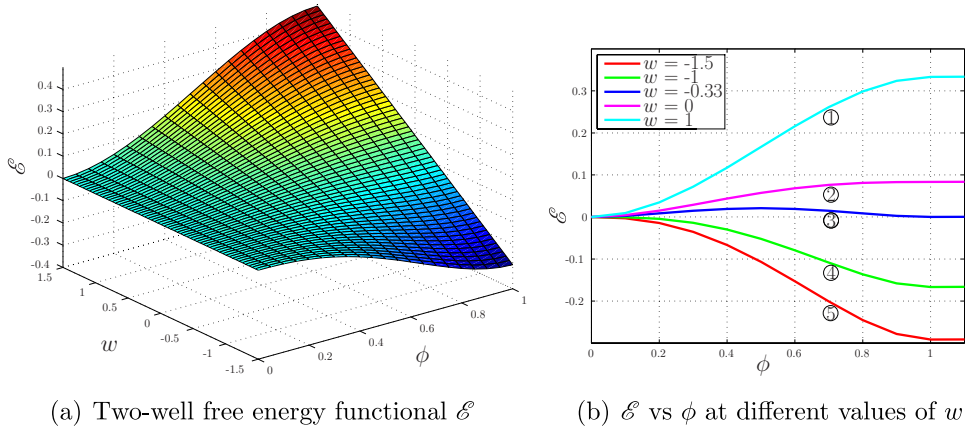 0.4
0.3
0.2
0.1
0
-0.1
-0.2
-0.3
-0.4
ℰ
1.5
1
0.5
0
-0.5
-1
-1.5
w
0
0.2
0.4
0.6
0.8
1
ϕ
(a) Two-well free energy functional ℰ
w = -1.5
w = -1
w = -0.33
w = 0
w = 1
0.3
0.2
0.1
0
-0.1
-0.2
ℰ
①
②
③
④
⑤
0 0.2 0.4 0.6 0.8 1
ϕ
(b) ℰ vs ϕ at different values of w